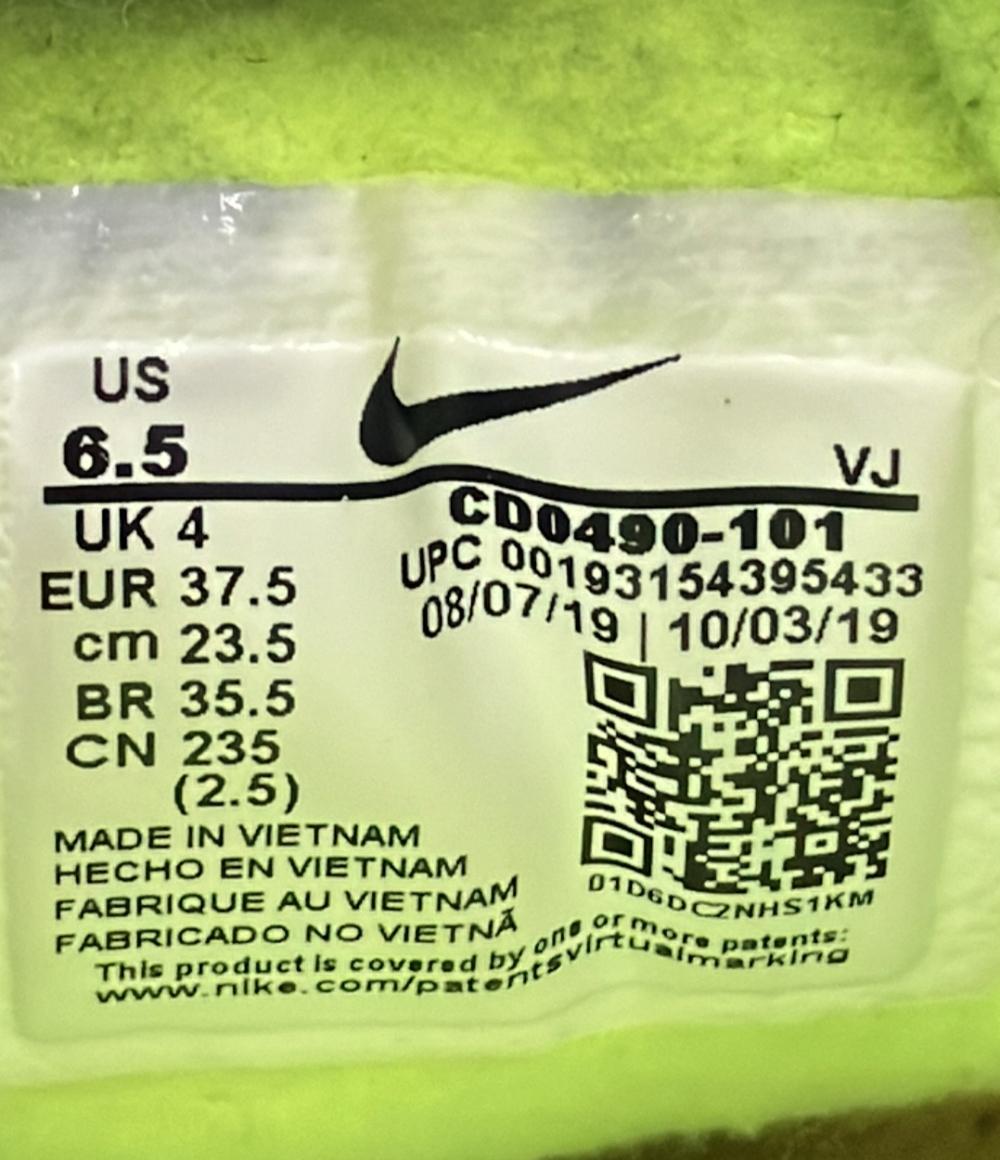 US
6.5
VJ
UK 4
EUR 37.5
cm 23.5
BR 35.5
CN 235
(2.5)
CD0490-101
UPC 00193154395433
08/07/19 | 10/03/19
01D6DC2NHS1KM
MADE IN VIETNAM
HECHO EN VIETNAM
FABRIQUE AU VIETNAM
FABRICADO NO VIETNÃ
This product is covered by one or more patents:
www.nike.com/patentsvirtualmarking